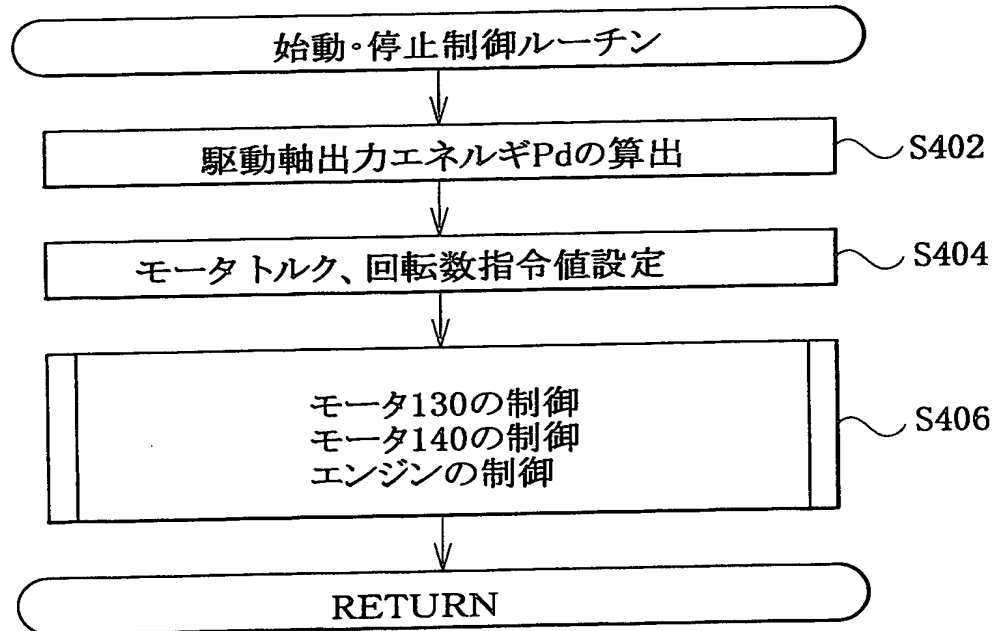 始動・停止制御ルーチン
駆動軸出力エネルギPdの算出
S402
モータトルク、回転数指令値設定
S404
モータ130の制御
モータ140の制御
エンジンの制御
S406
RETURN